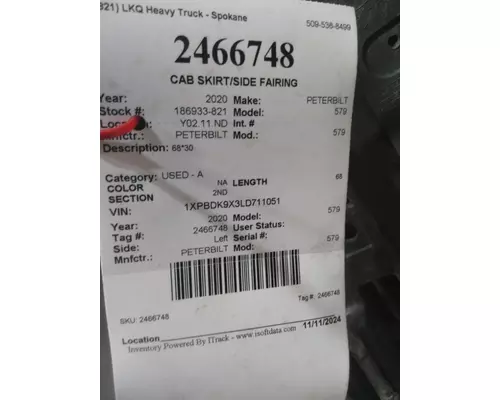 821) LKQ Heavy Truck - Spokane 509-536-8499
2466748
CAB SKIRT/SIDE FAIRING
Year: 2020 Make: PETERBILT
Stock #: 186933-821 Model: 579
Y02.11.ND Int. #
Mnfctr.: PETERBILT Mod.: 579
Description: 68*30
Category: USED - A
COLOR NA LENGTH 68
SECTION 2ND
VIN: 1XPBDK9X3LD711051
Year: 2020 Model: 579
Tag #: 2466748 User Status:
Side: Left Serial #: 579
Mnfctr: PETERBILT Mod:
Tag #: 2466748
SKU: 2466748
Location
Inventory Powered By ITrack - www.isoftdata.com 11/11/2024